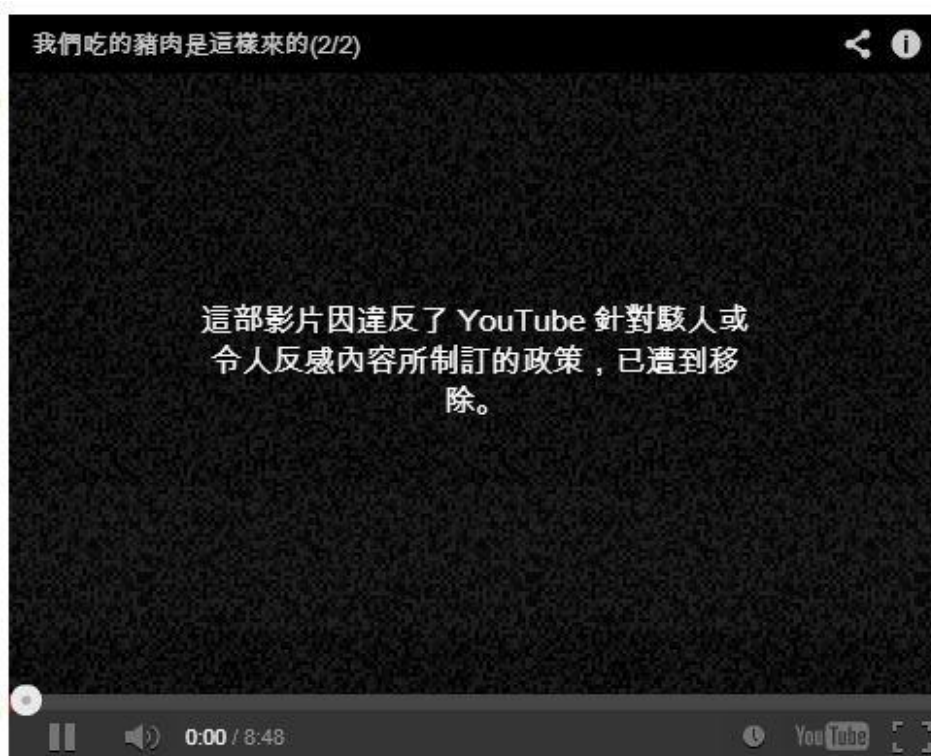 我們吃的豬肉是這樣來的(2/2)
這部影片因違反了 YouTube 針對駭人或
令人反感內容所制訂的政策，已遭到移
除。
0:00 / 8:48
YouTube